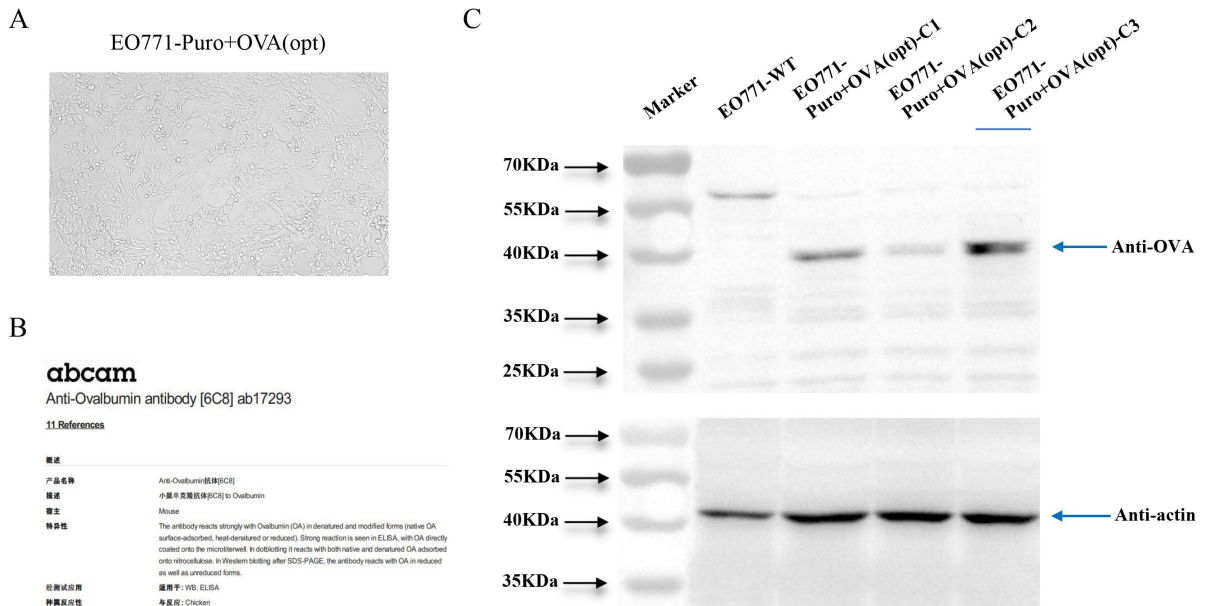 A
EO771-Puro+OVA(opt)
B
abcam
Anti-Ovalbumin antibody [6C8] ab17293
11 References
概述
产品名称 Anti-Ovalbumin抗体[6C8]
描述 小鼠单克隆抗体[6C8] to Ovalbumin
宿主 Mouse
特异性 The antibody reacts strongly with Ovalbumin (OA) in denatured and modified forms (native OA
surface-adsorbed, heat-denatured or reduced). Strong reaction is seen in ELISA, with OA directly
coated onto the microtiterwell. In dotblotting it reacts with both native and denatured OA adsorbed
onto nitrocellulose. In Western blotting after SDS-PAGE, the antibody reacts with OA in reduced
as well as unreduced forms.
经测试应用 适用于: WB, ELISA
种属反应性 与反应: Chicken
C
Marker
EO771-WT
EO771-
Puro+OVA(opt)-C1
EO771-
Puro+OVA(opt)-C2
EO771-
Puro+OVA(opt)-C3
70KDa
55KDa
40KDa
35KDa
25KDa
Anti-OVA
70KDa
55KDa
40KDa
35KDa
Anti-actin